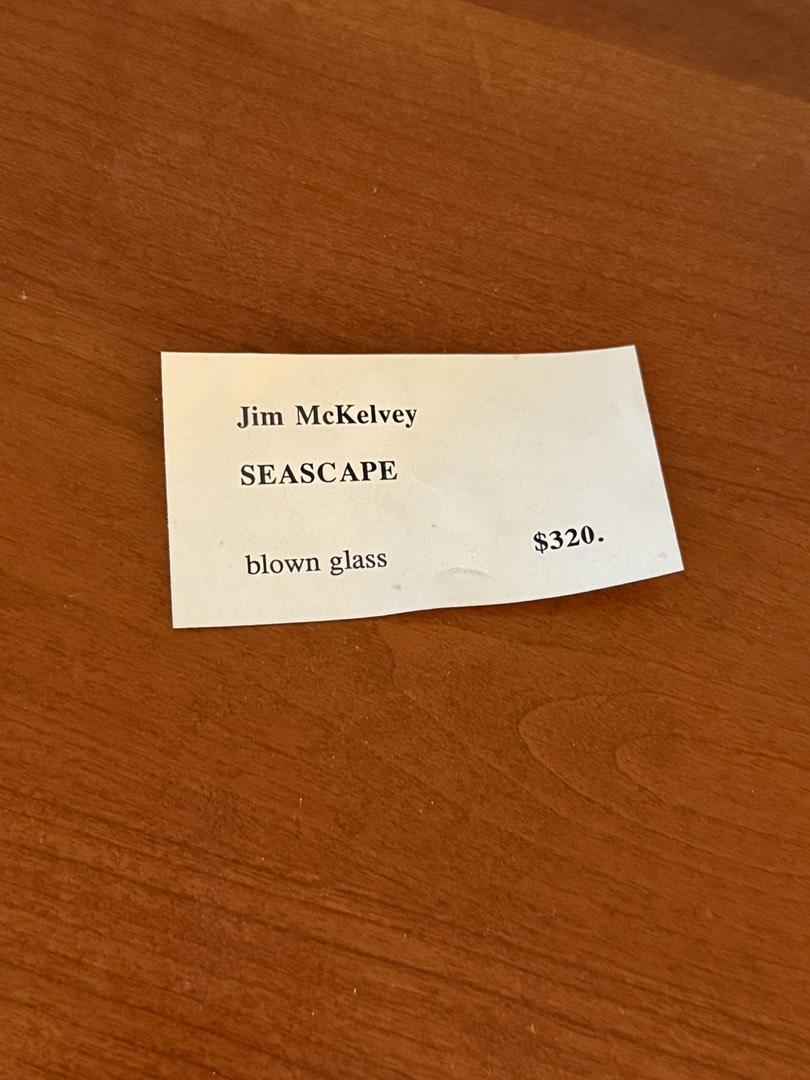 Jim McKelvey
SEASCAPE
blown glass $320.